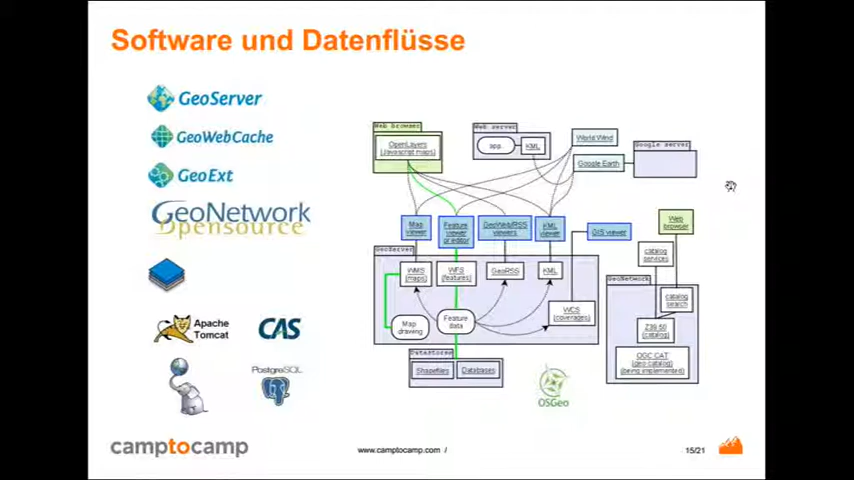 Software und Datenflüsse
GeoServer
GeoWebCache
GeoExt
GeoNetwork
Opensource
Apache
Tomcat
CAS
PostgreSQL
Web browser
OpenLayers
(Javascript maps)
Web server
app.
KML
World Wind
Google Earth
Google server
Map
viewer
Feature
viewer
or editor
GeoWeb/RSS
viewers
KML
viewer
GIS viewer
Web
browser
GeoServer
WMS
(maps)
WFS
(features)
GeoRSS
KML
WCS
(coverages)
Map
drawing
Feature
data
Datastores
Shapefiles
Databases
catalog
services
GeoNetwork
catalog
search
Z39.50
(catalog)
OGC CAT
(geo-catalog)
(being implemented)
OSGeo
camptocamp
www.camptocamp.com /
15/21